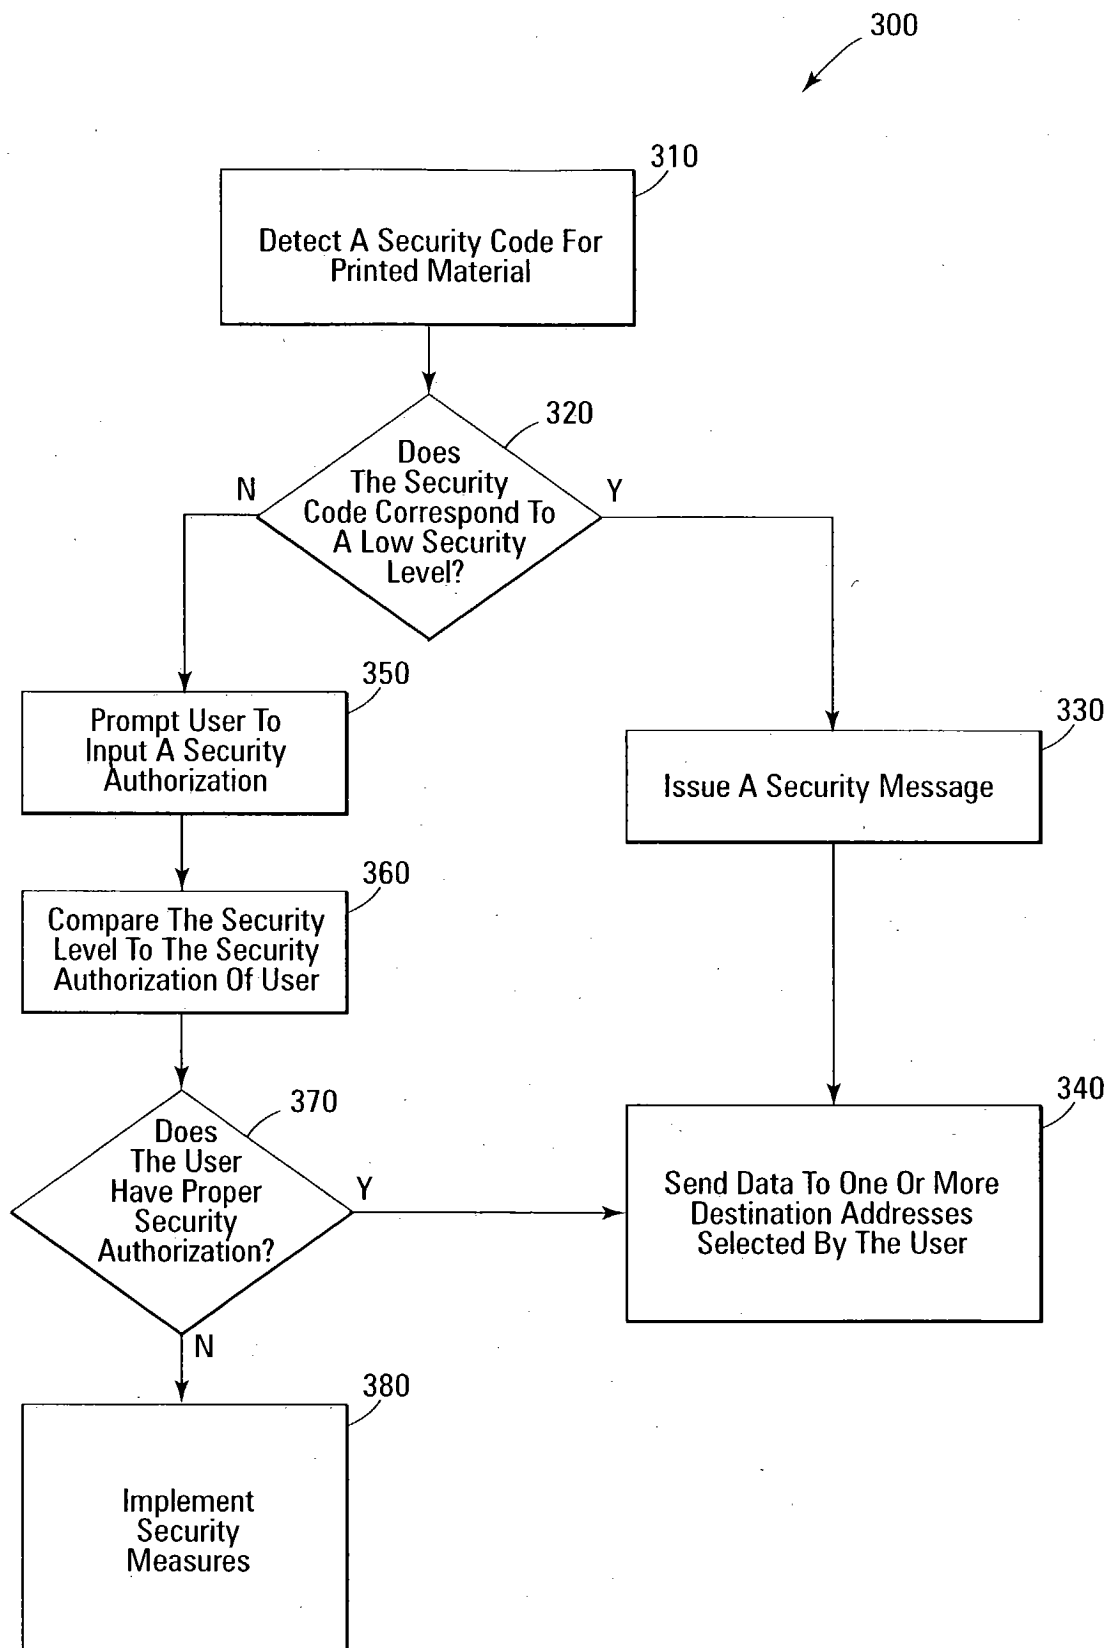 300
310
Detect A Security Code For
Printed Material
320
Does
The Security
Code Correspond To
A Low Security
Level?
N
Y
350
Prompt User To
Input A Security
Authorization
330
Issue A Security Message
360
Compare The Security
Level To The Security
Authorization Of User
370
Does
The User
Have Proper
Security
Authorization?
Y
N
340
Send Data To One Or More
Destination Addresses
Selected By The User
380
Implement
Security
Measures